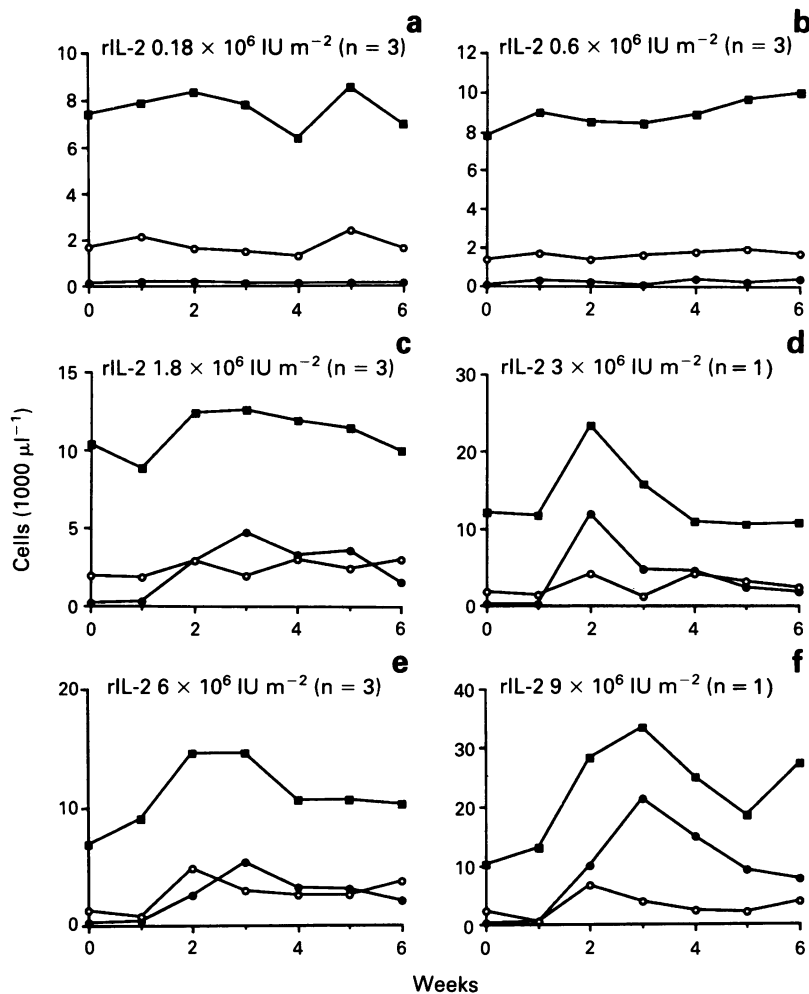 a
rIL-2 0.18 × 10⁶ IU m⁻² (n = 3)
10
8
6
4
2
0
0 2 4 6
b
rIL-2 0.6 × 10⁶ IU m⁻² (n = 3)
12
10
8
6
4
2
0
0 2 4 6
c
rIL-2 1.8 × 10⁶ IU m⁻² (n = 3)
15
10
5
0
0 2 4 6
d
rIL-2 3 × 10⁶ IU m⁻² (n = 1)
30
20
10
0
0 2 4 6
Cells (1000 μl⁻¹)
e
rIL-2 6 × 10⁶ IU m⁻² (n = 3)
20
10
0
0 2 4 6
f
rIL-2 9 × 10⁶ IU m⁻² (n = 1)
40
30
20
10
0
0 2 4 6
Weeks